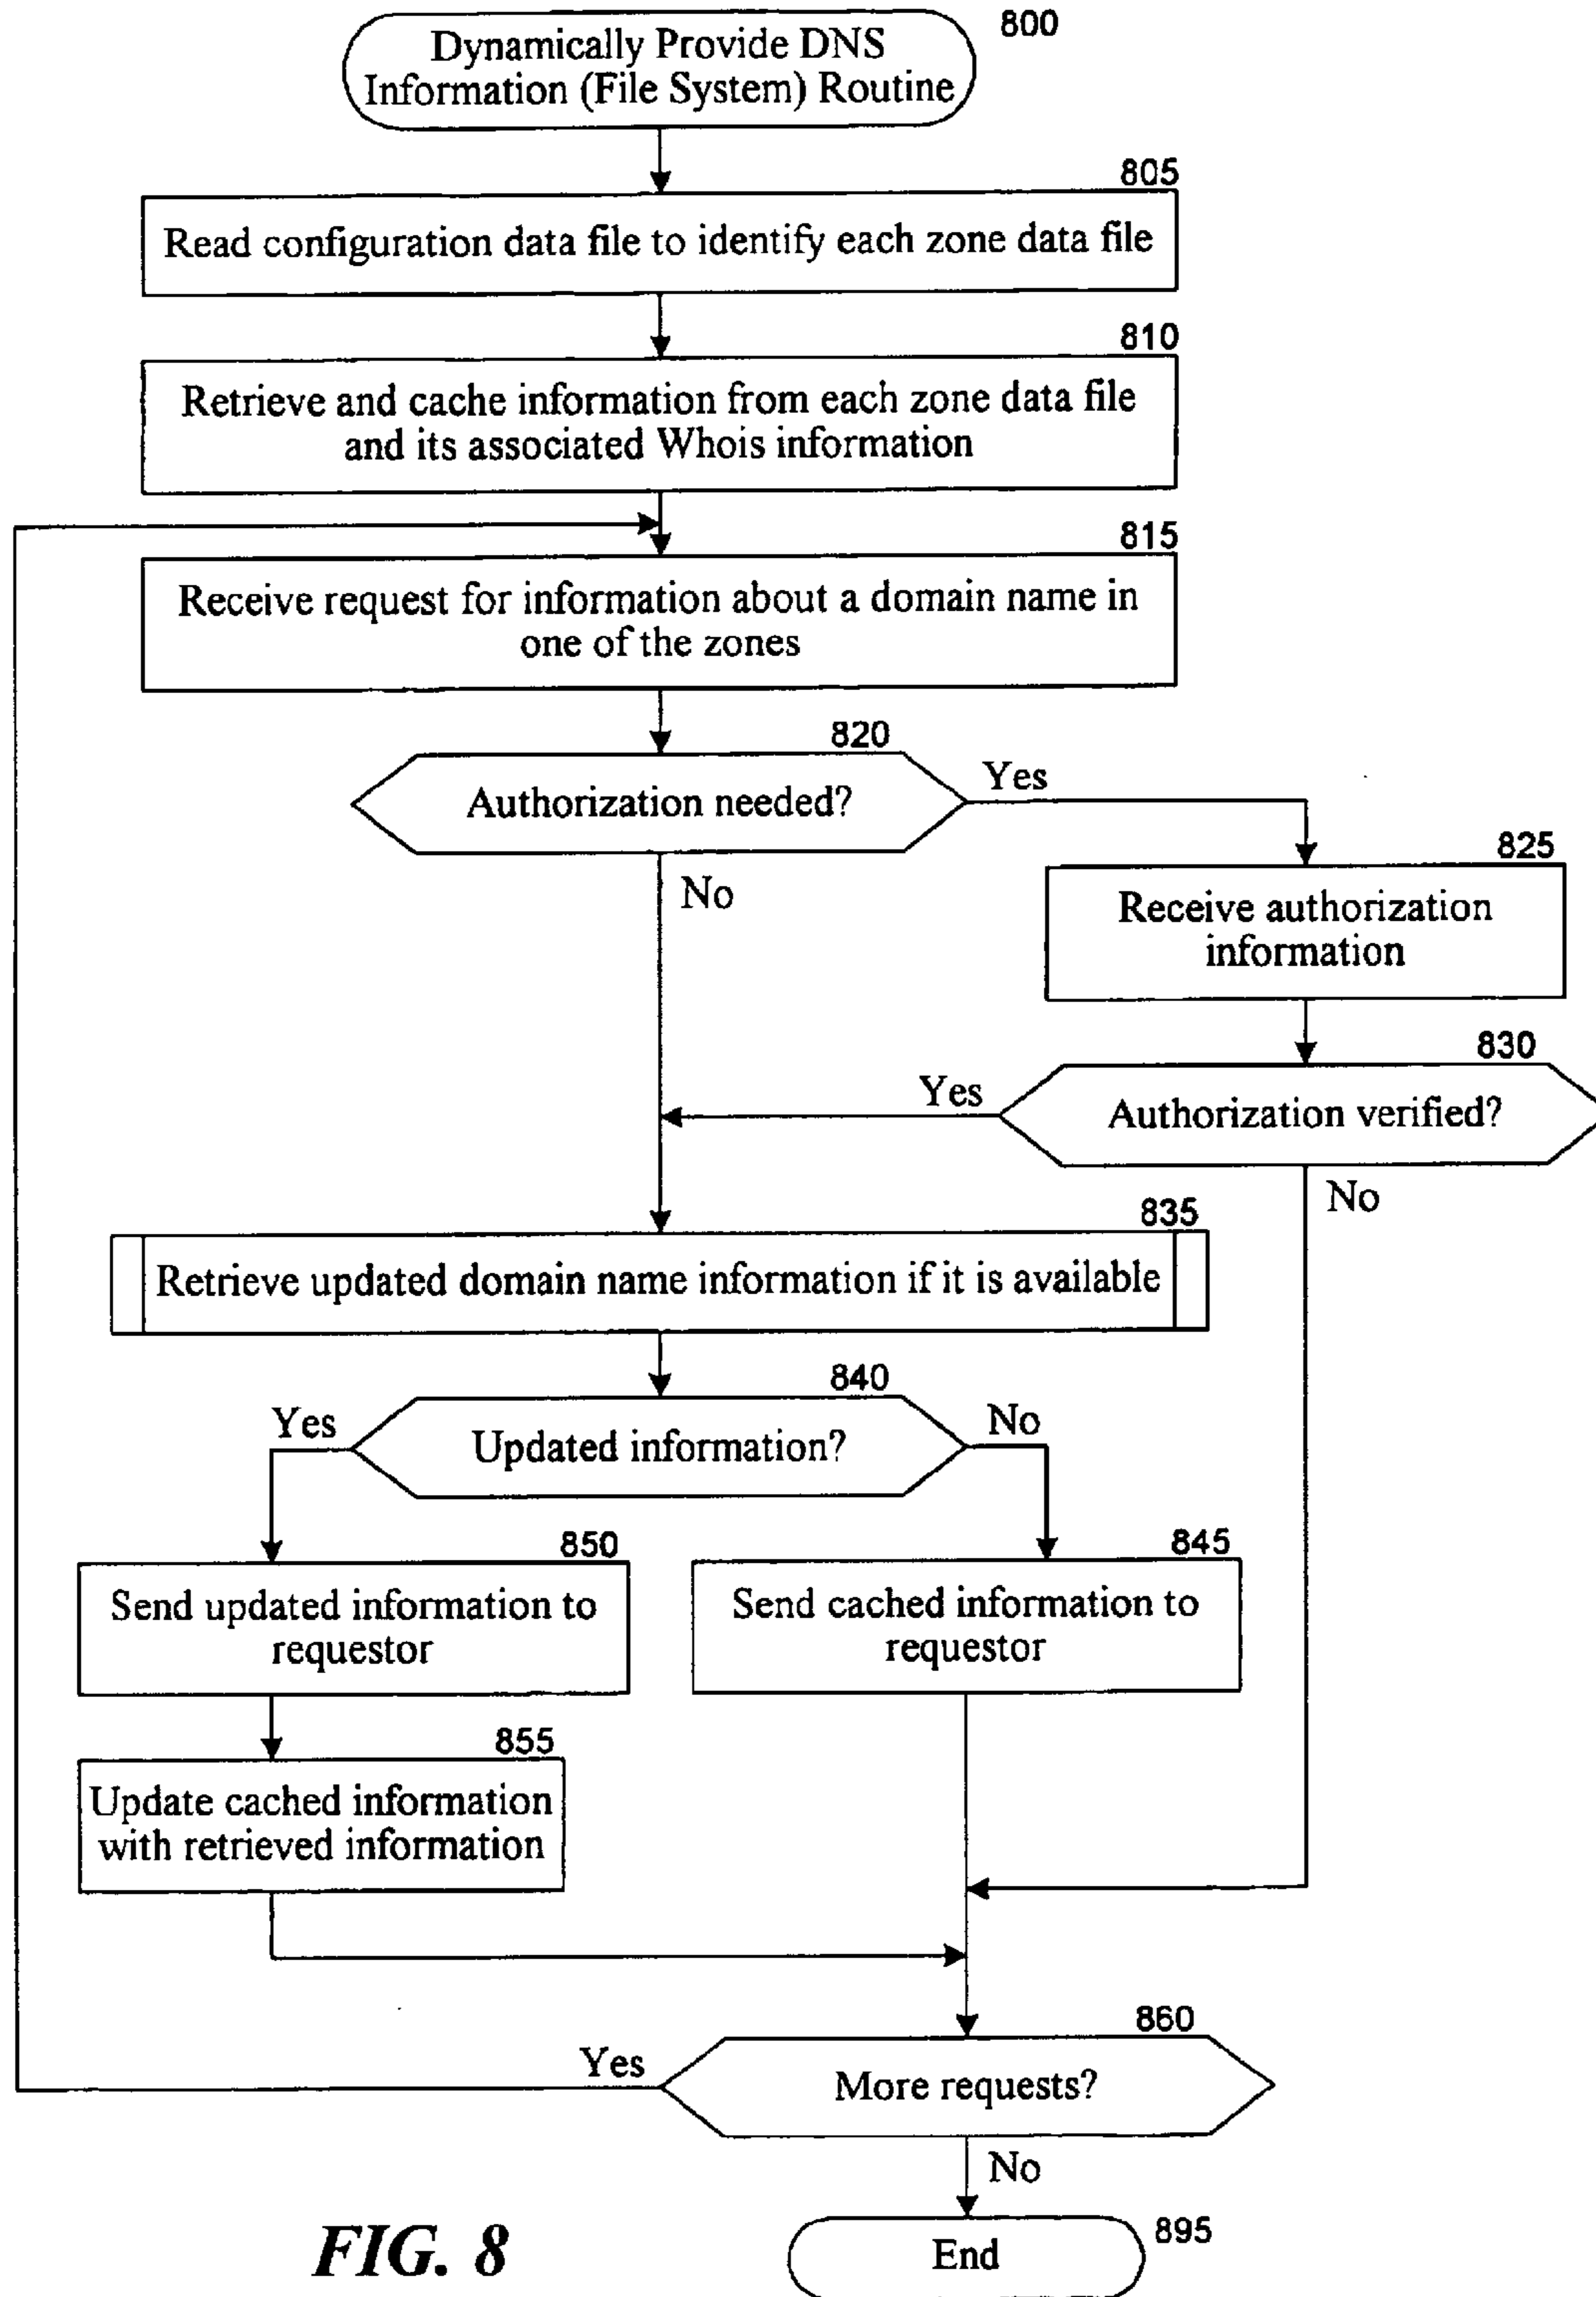 800
Dynamically Provide DNS
Information (File System) Routine
805
Read configuration data file to identify each zone data file
810
Retrieve and cache information from each zone data file
and its associated Whois information
815
Receive request for information about a domain name in
one of the zones
820
Authorization needed?
Yes
No
825
Receive authorization
information
830
Authorization verified?
Yes
No
835
Retrieve updated domain name information if it is available
840
Updated information?
Yes
No
850
Send updated information to
requestor
845
Send cached information to
requestor
855
Update cached information
with retrieved information
860
More requests?
Yes
No
895
End
FIG. 8